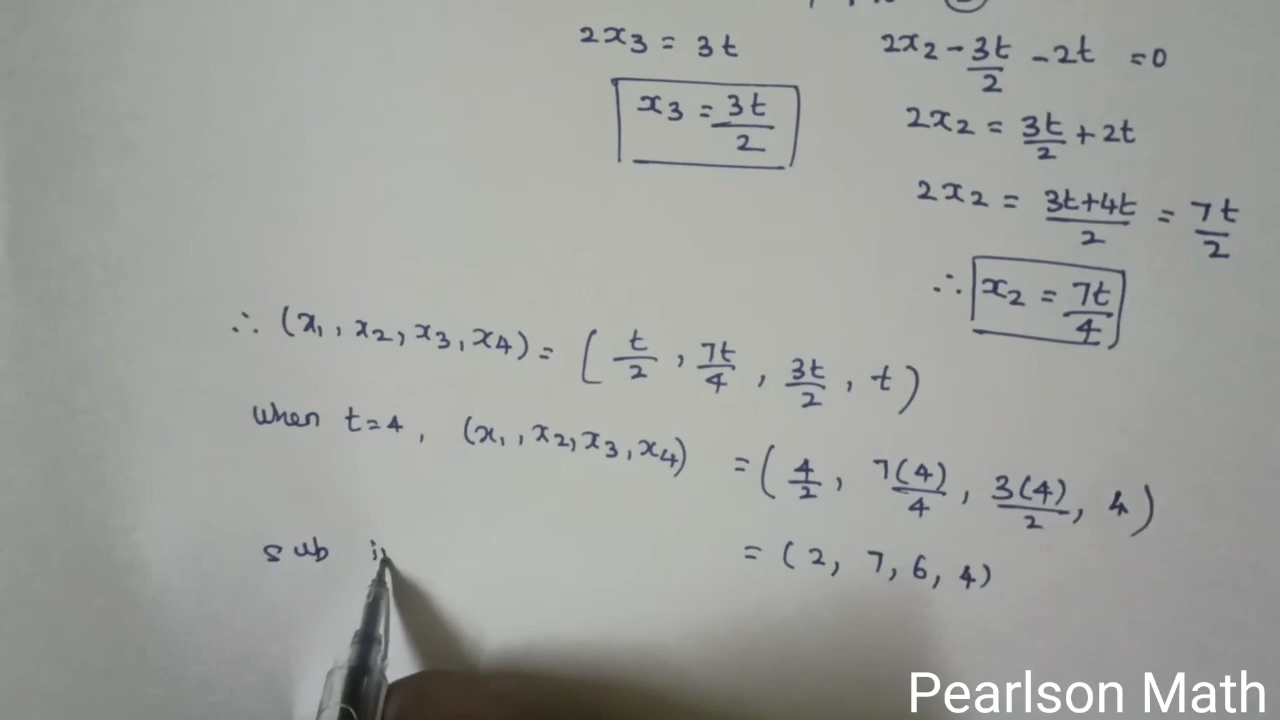 2x₃ = 3t
x₃ = 3t/2
2x₂ - 3t/2 - 2t = 0
2x₂ = 3t/2 + 2t
2x₂ = (3t+4t)/2 = 7t/2
∴ x₂ = 7t/4
∴ (x₁, x₂, x₃, x₄) = (t/2, 7t/4, 3t/2, t)
When t=4, (x₁, x₂, x₃, x₄) = (4/2, 7(4)/4, 3(4)/2, 4)
= (2, 7, 6, 4)
sub
Pearlson Math